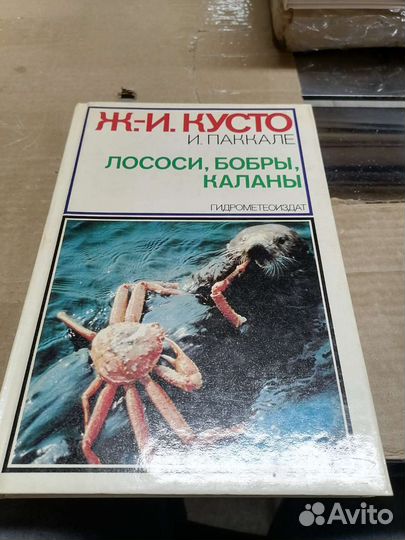 Ж.-И. КУСТО
И. ПАККАЛЕ
ЛОСОСИ, БОБРЫ,
КАЛАНЫ
ГИДРОМЕТЕОИЗДАТ
Avito